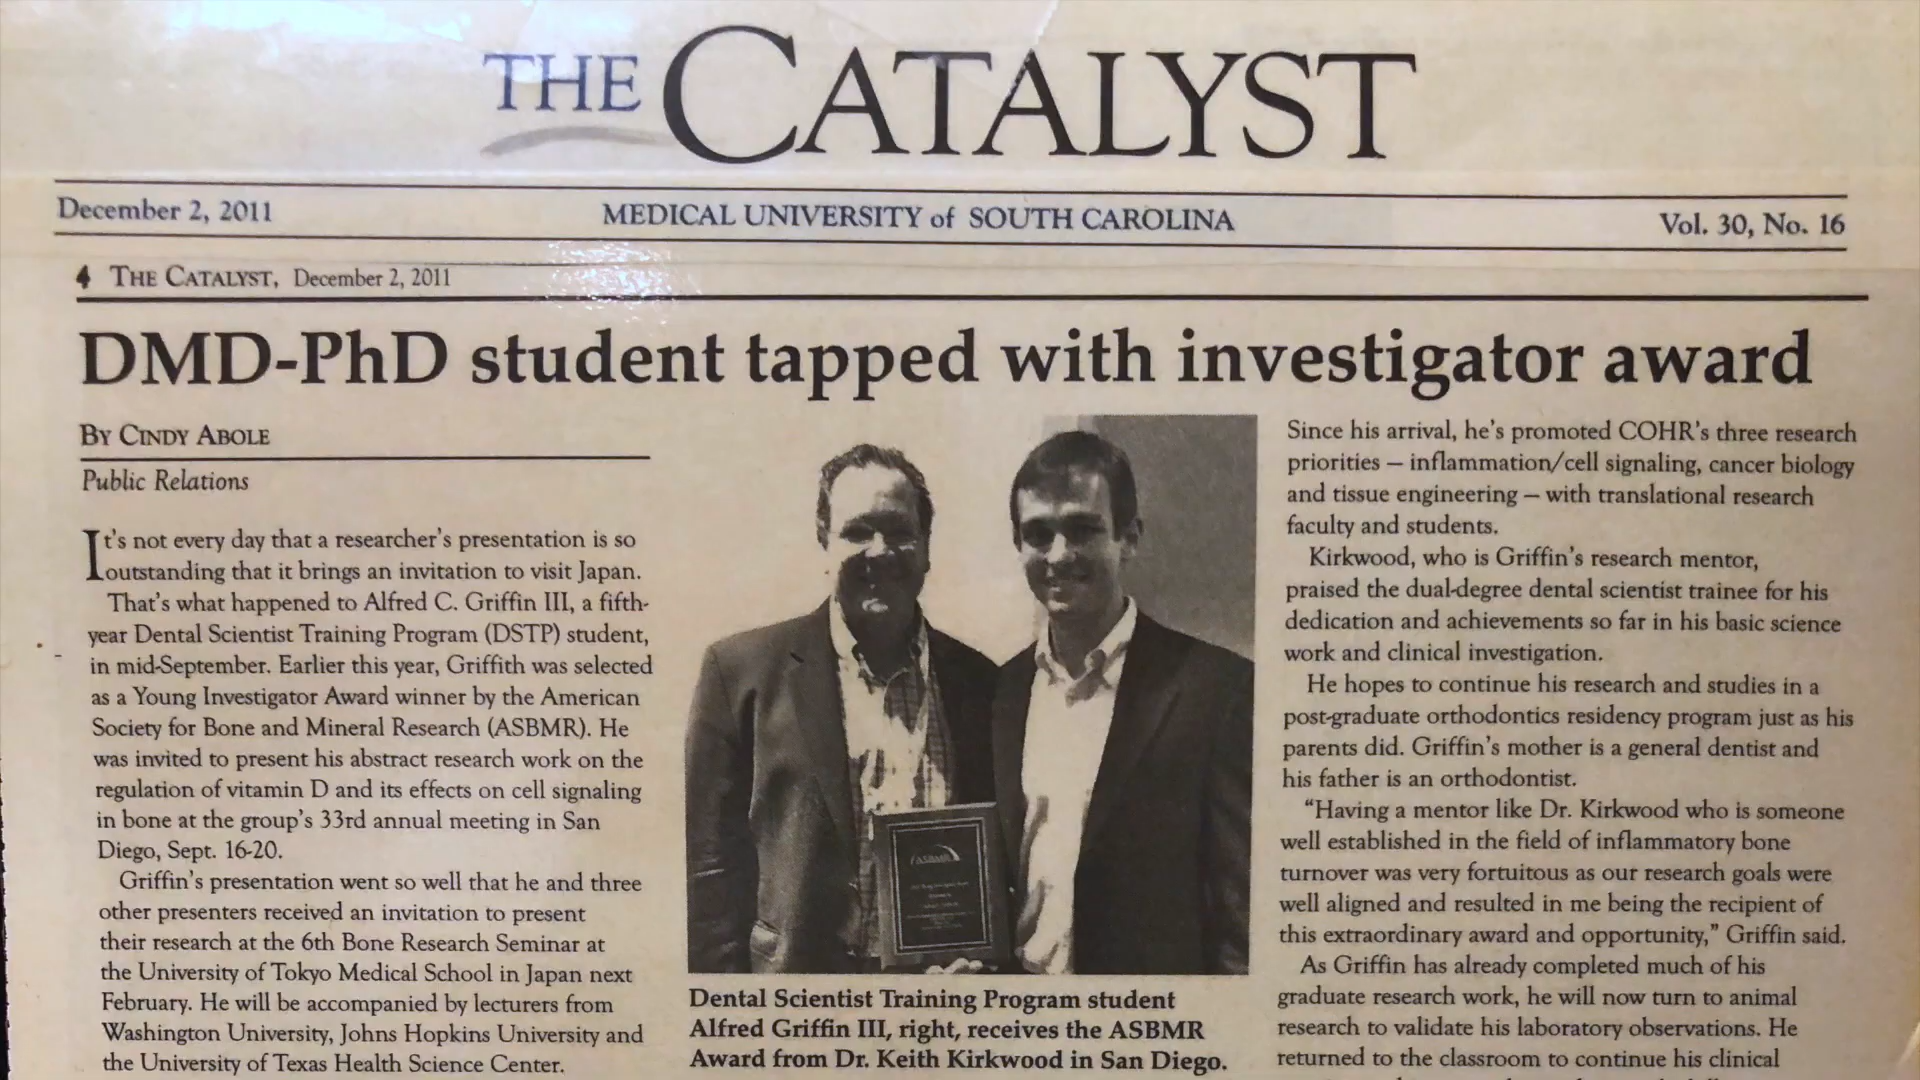 THE CATALYST
December 2, 2011 MEDICAL UNIVERSITY of SOUTH CAROLINA Vol. 30, No. 16
4 THE CATALYST, December 2, 2011
DMD-PhD student tapped with investigator award
BY CINDY ABOLE
Public Relations
It's not every day that a researcher's presentation is so
outstanding that it brings an invitation to visit Japan.
That's what happened to Alfred C. Griffin III, a fifth-
year Dental Scientist Training Program (DSTP) student,
in mid-September. Earlier this year, Griffith was selected
as a Young Investigator Award winner by the American
Society for Bone and Mineral Research (ASBMR). He
was invited to present his abstract research work on the
regulation of vitamin D and its effects on cell signaling
in bone at the group's 33rd annual meeting in San
Diego, Sept. 16-20.
Griffin's presentation went so well that he and three
other presenters received an invitation to present
their research at the 6th Bone Research Seminar at
the University of Tokyo Medical School in Japan next
February. He will be accompanied by lecturers from
Washington University, Johns Hopkins University and
the University of Texas Health Science Center.
ASBMR
Dental Scientist Training Program student
Alfred Griffin III, right, receives the ASBMR
Award from Dr. Keith Kirkwood in San Diego.
Since his arrival, he's promoted COHR's three research
priorities – inflammation/cell signaling, cancer biology
and tissue engineering – with translational research
faculty and students.
Kirkwood, who is Griffin's research mentor,
praised the dual-degree dental scientist trainee for his
dedication and achievements so far in his basic science
work and clinical investigation.
He hopes to continue his research and studies in a
post-graduate orthodontics residency program just as his
parents did. Griffin's mother is a general dentist and
his father is an orthodontist.
“Having a mentor like Dr. Kirkwood who is someone
well established in the field of inflammatory bone
turnover was very fortuitous as our research goals were
well aligned and resulted in me being the recipient of
this extraordinary award and opportunity,” Griffin said.
As Griffin has already completed much of his
graduate research work, he will now turn to animal
research to validate his laboratory observations. He
returned to the classroom to continue his clinical